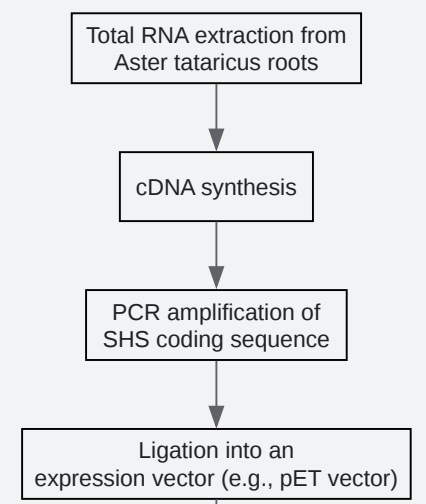 Total RNA extraction from
Aster tataricus roots
cDNA synthesis
PCR amplification of
SHS coding sequence
Ligation into an
expression vector (e.g., pET vector)